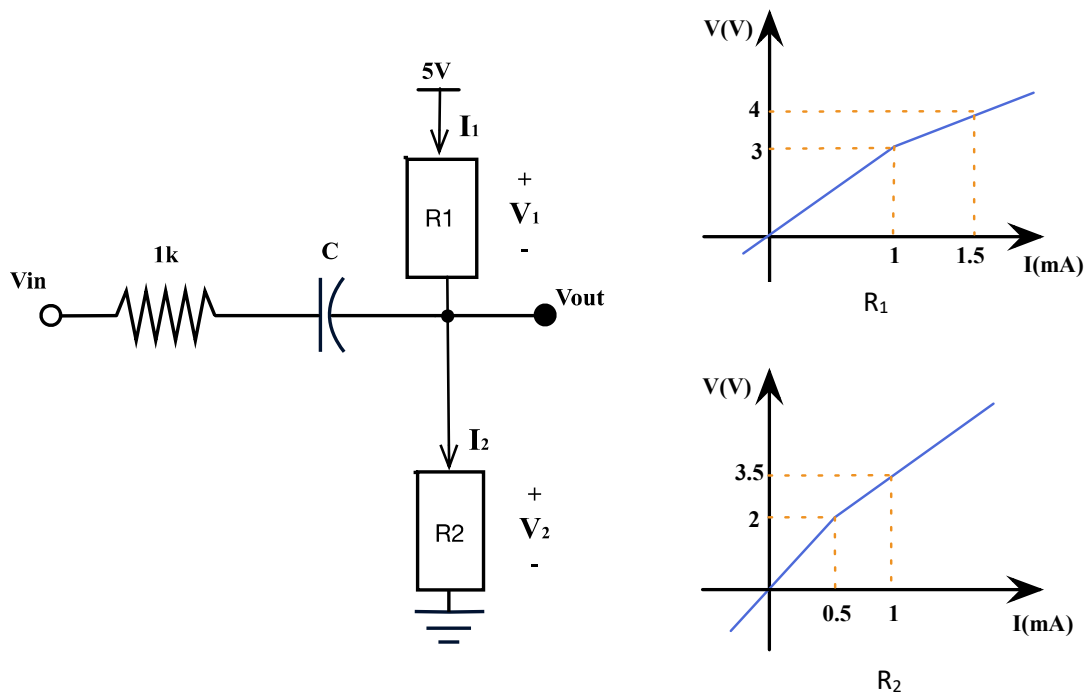 5V
I₁
R1
+
V₁
-
1k
C
Vin
Vout
I₂
R2
+
V₂
-
V(V)
4
3
1
1.5
I(mA)
R₁
V(V)
3.5
2
0.5
1
I(mA)
R₂